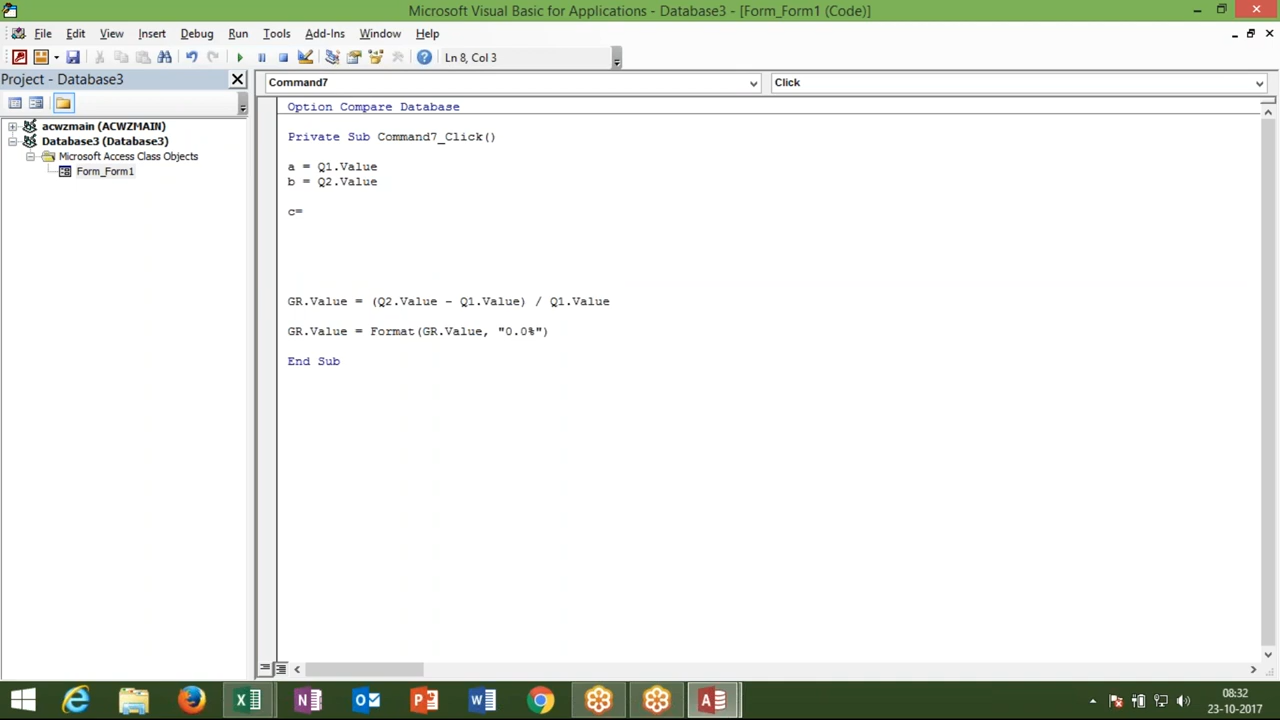 Microsoft Visual Basic for Applications - Database3 - [Form_Form1 (Code)]
File Edit View Insert Debug Run Tools Add-Ins Window Help
Ln 8, Col 3
Project - Database3
Command7
Click
acwzmain (ACWZMAIN)
Database3 (Database3)
Microsoft Access Class Objects
Form_Form1
Option Compare Database
Private Sub Command7_Click()
a = Q1.Value
b = Q2.Value
c=
GR.Value = (Q2.Value - Q1.Value) / Q1.Value
GR.Value = Format(GR.Value, "0.0%")
End Sub
08:32
23-10-2017